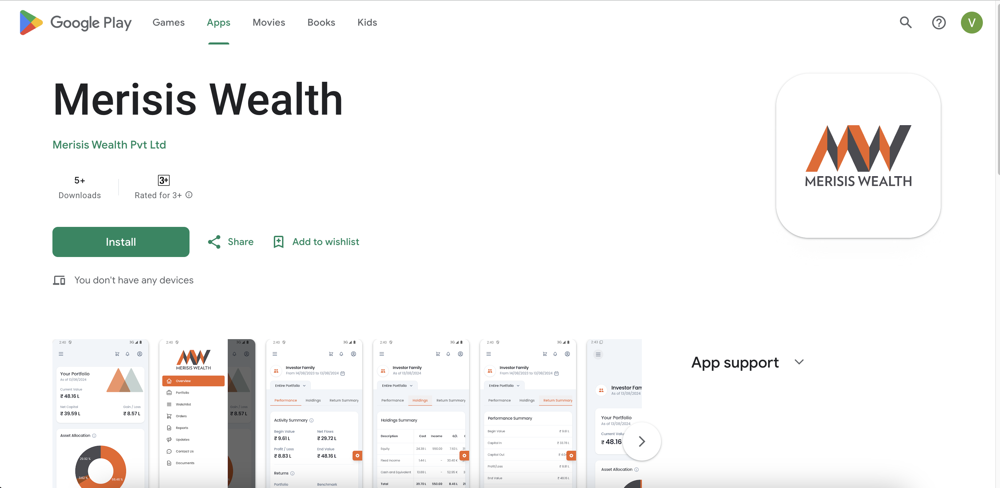 Google Play Games Apps Movies Books Kids V
Merisis Wealth
Merisis Wealth Pvt Ltd
5+
Downloads
3+
Rated for 3+
MERISIS WEALTH
Install Share Add to wishlist
You don't have any devices
2:40 3G
Your Portfolio
As of 13/08/2024
Current Value
₹ 48.16 L
Net Capital Gain / Loss
₹ 39.59 L ₹ 8.57 L
Asset Allocation
29.92 %
3.62 %
66.46 %
2:40 3G
MERISIS WEALTH
Overview
Portfolio
Watchlist
Orders
Reports
Updates
Contact Us
Documents
Gain / Loss
₹ 8.57 L
2:40 3G
Investor Family
From 14/08/2023 to 13/08/2024
Entire Portfolio
Performance Holdings Return Summary
Activity Summary
Begin Value Net Flows
₹ 9.61 L ₹ 29.72 L
Profit / Loss End Value
₹ 8.83 L ₹ 48.16 L
Returns
Portfolio Benchmark
2:40 3G
Investor Family
As of 13/08/2024
Entire Portfolio
Performance Holdings Return Summary
Holdings Summary
Description Cost Income G/L
Equity 24.38 L 550.00 7.63 L 31
Fixed Income 1.44 L - 30.40 K
Cash and Equivalent 13.88 L - 52.95 K 3
Total 39.70 L 550.00 8.46 L 21
2:40 3G
Investor Family
From 14/08/2023 to 13/08/2024
Entire Portfolio
Performance Holdings Return Summary
Performance Summary
Begin Value ₹ 9.61 L
Capital In ₹ 33.78 L
Capital Out ₹ 4.0
Profit/Loss ₹ 8.81 L
End Value ₹ 48.16 L
2:43
Investor Fam
As of 13/08/2024
Your Portfolio
As of 13/08/2024
Current Valu
₹ 48.16
Asset Allocation
App support